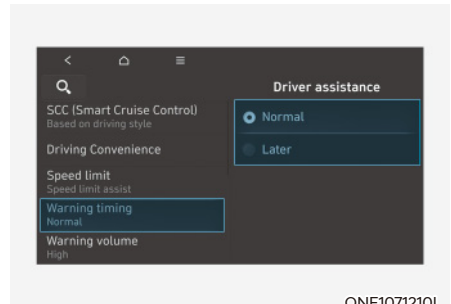 Driver assistance
SCC (Smart Cruise Control)
Based on driving style
Driving Convenience
Speed limit
Speed limit assist
Warning timing
Normal
Warning volume
High
Normal
Later